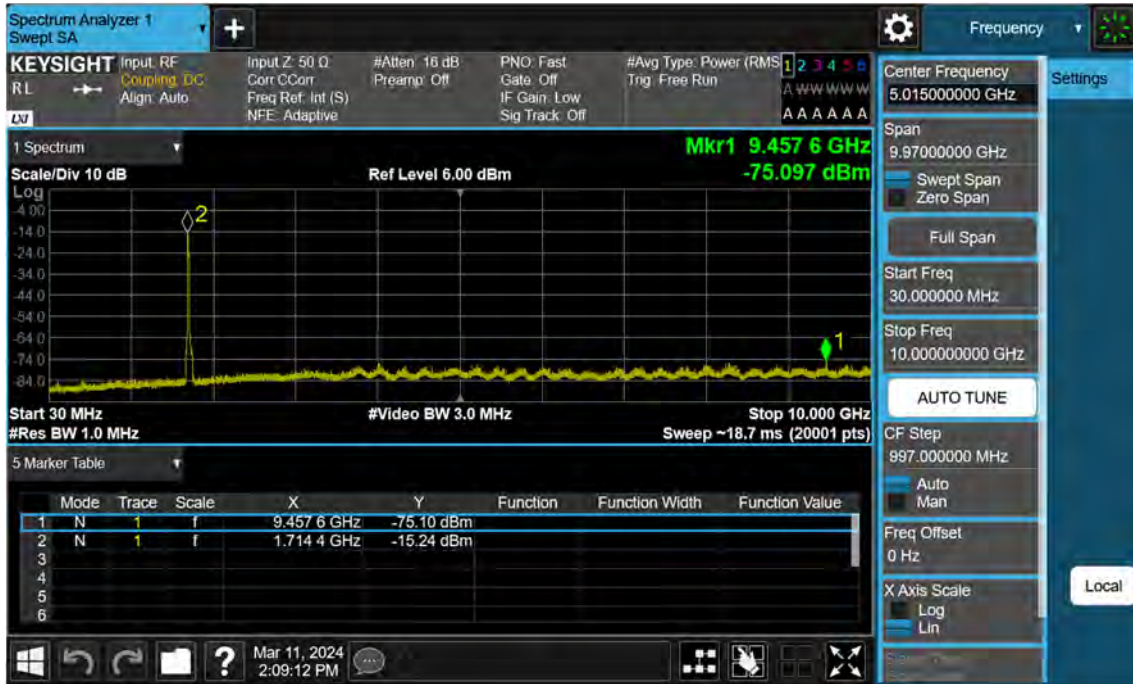 Spectrum Analyzer 1
Swept SA
+
Frequency
KEYSIGHT
RL
LXI
Input: RF
Coupling: DC
Align: Auto
Input Z: 50 Ω
Corr CCorr
Freq Ref: Int (S)
NFE: Adaptive
#Atten: 16 dB
Preamp: Off
PNO: Fast
Gate: Off
IF Gain: Low
Sig Track: Off
#Avg Type: Power (RMS
Trig: Free Run
1 2 3 4 5 6
A W W W W W
A A A A A A
Center Frequency
5.015000000 GHz
Settings
1 Spectrum
Mkr1 9.457 6 GHz
Scale/Div 10 dB
Ref Level 6.00 dBm
-75.097 dBm
Log
-4.00
-14.0
-24.0
-34.0
-44.0
-54.0
-64.0
-74.0
-84.0
2
1
Start 30 MHz
#Video BW 3.0 MHz
Stop 10.000 GHz
#Res BW 1.0 MHz
Sweep ~18.7 ms (20001 pts)
Span
9.97000000 GHz
Swept Span
Zero Span
Full Span
Start Freq
30.000000 MHz
Stop Freq
10.000000000 GHz
AUTO TUNE
CF Step
997.000000 MHz
Auto
Man
Freq Offset
0 Hz
X Axis Scale
Log
Lin
Local
5 Marker Table
Mode Trace Scale X Y Function Function Width Function Value
1 N 1 f 9.457 6 GHz -75.10 dBm
2 N 1 f 1.714 4 GHz -15.24 dBm
3
4
5
6
?
Mar 11, 2024
2:09:12 PM